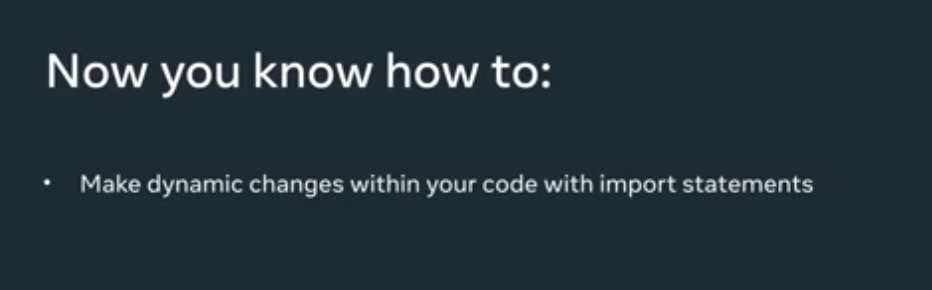 Now you know how to:
• Make dynamic changes within your code with import statements